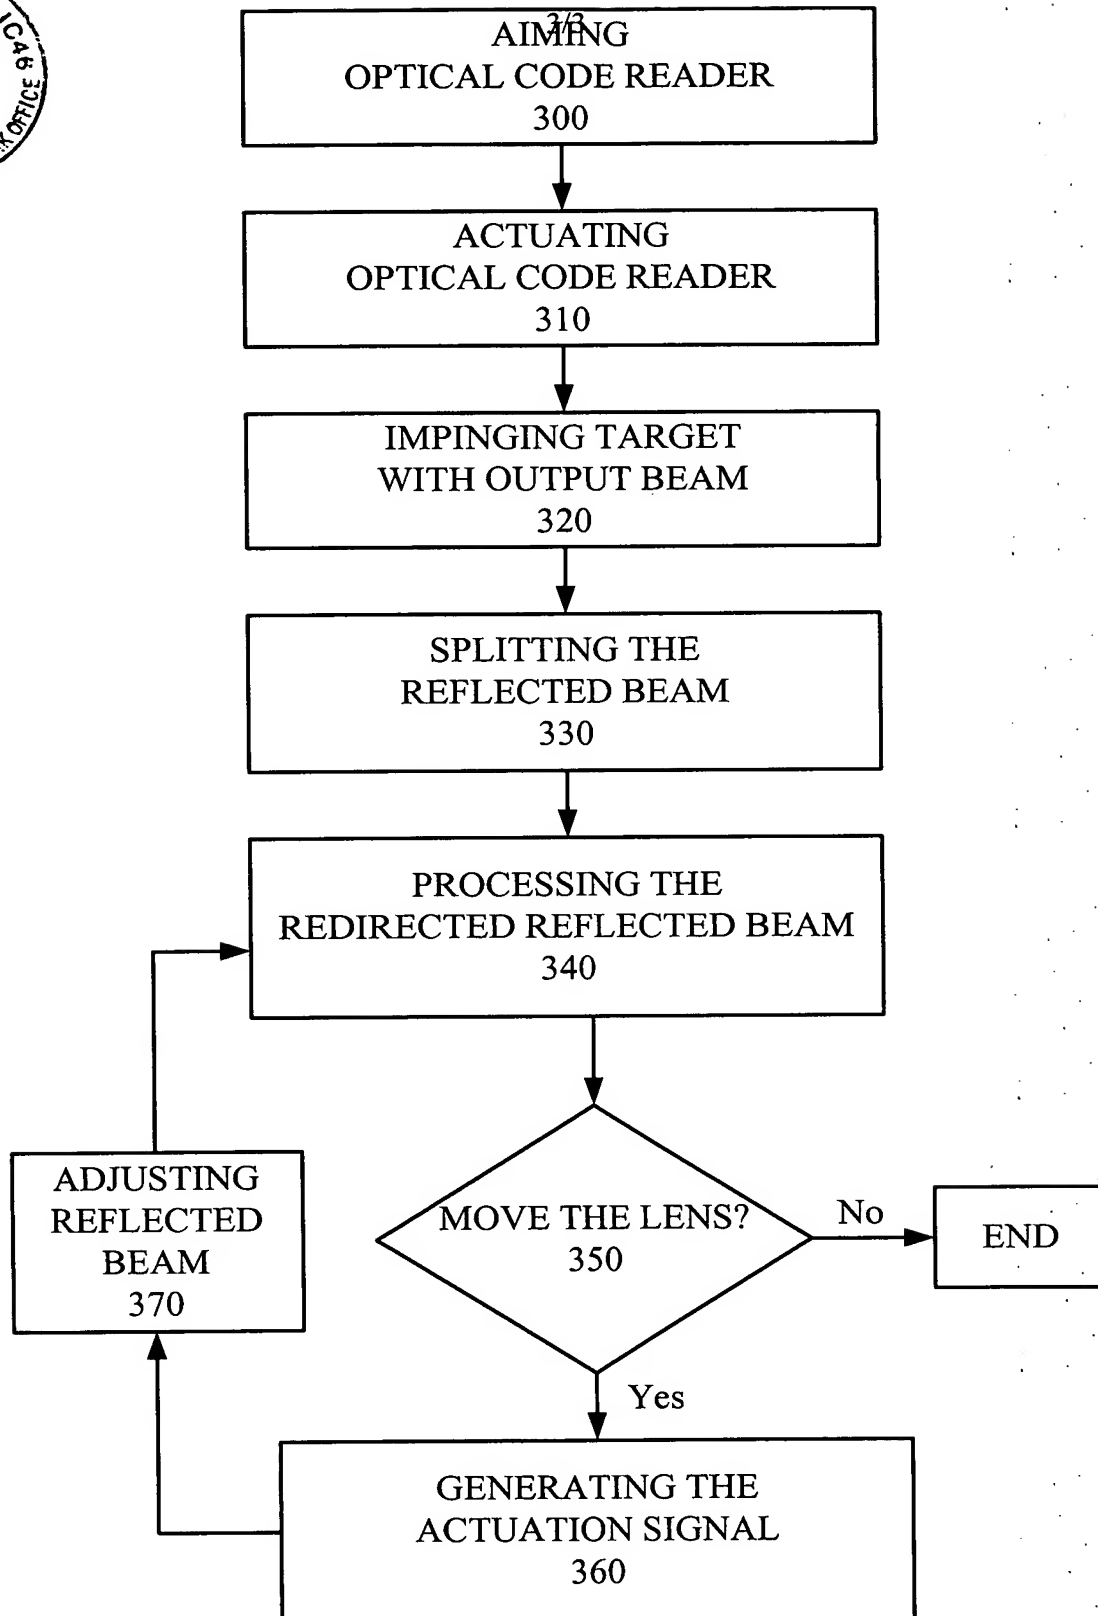 1C46
OFFICE
3/3
AIMING
OPTICAL CODE READER
300
ACTUATING
OPTICAL CODE READER
310
IMPINGING TARGET
WITH OUTPUT BEAM
320
SPLITTING THE
REFLECTED BEAM
330
PROCESSING THE
REDIRECTED REFLECTED BEAM
340
ADJUSTING
REFLECTED
BEAM
370
MOVE THE LENS?
350
No
END
Yes
GENERATING THE
ACTUATION SIGNAL
360